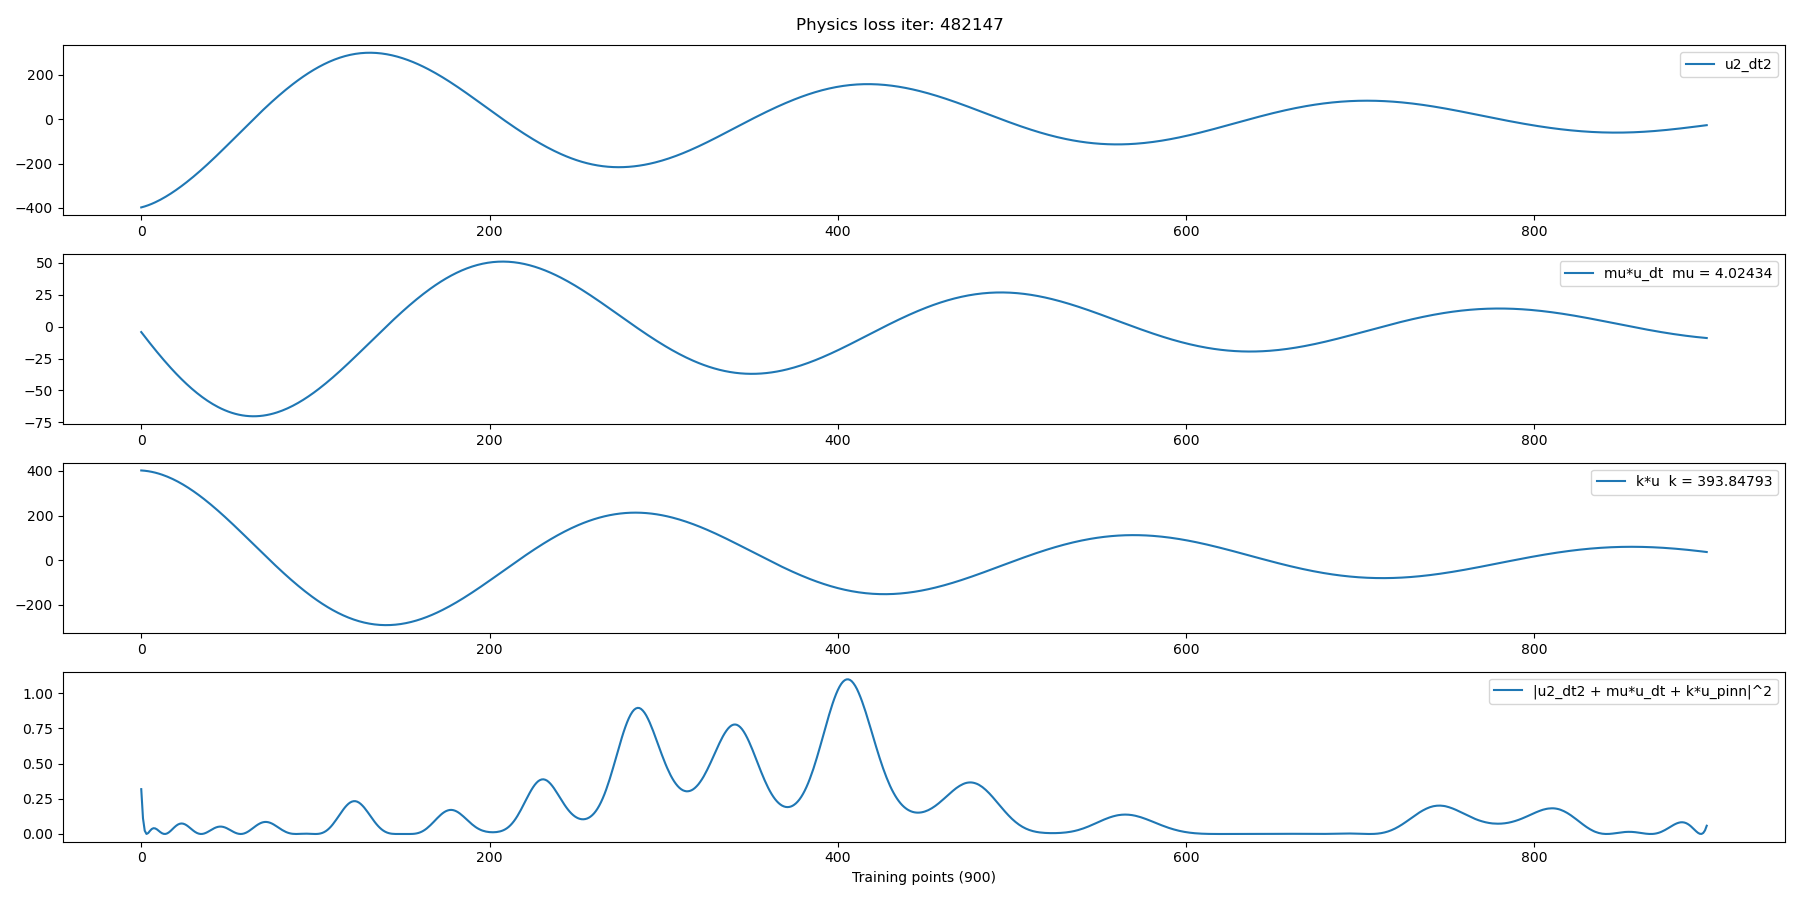 Physics loss iter: 482147
u2_dt2
200
0
−200
−400
0 200 400 600 800
mu*u_dt  mu = 4.02434
50
25
0
−25
−50
−75
0 200 400 600 800
k*u  k = 393.84793
400
200
0
−200
0 200 400 600 800
|u2_dt2 + mu*u_dt + k*u_pinn|^2
1.00
0.75
0.50
0.25
0.00
0 200 400 600 800
Training points (900)